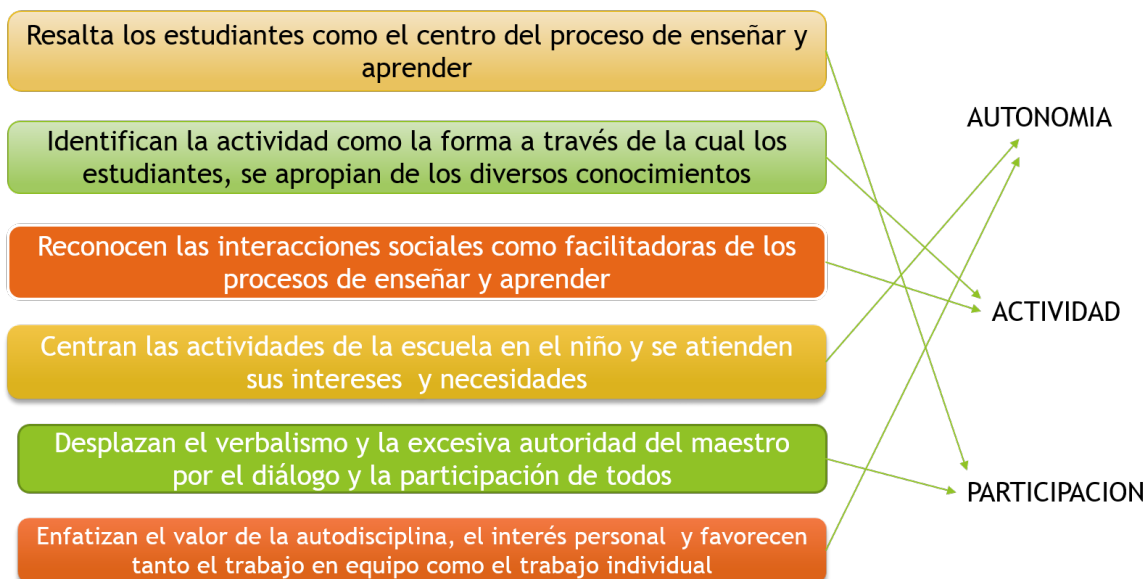 Resalta los estudiantes como el centro del proceso de enseñar y
aprender
Identifican la actividad como la forma a través de la cual los
estudiantes, se apropian de los diversos conocimientos
Reconocen las interacciones sociales como facilitadoras de los
procesos de enseñar y aprender
Centran las actividades de la escuela en el niño y se atienden
sus intereses y necesidades
Desplazan el verbalismo y la excesiva autoridad del maestro
por el diálogo y la participación de todos
Enfatizan el valor de la autodisciplina, el interés personal y favorecen
tanto el trabajo en equipo como el trabajo individual
AUTONOMIA
ACTIVIDAD
PARTICIPACION